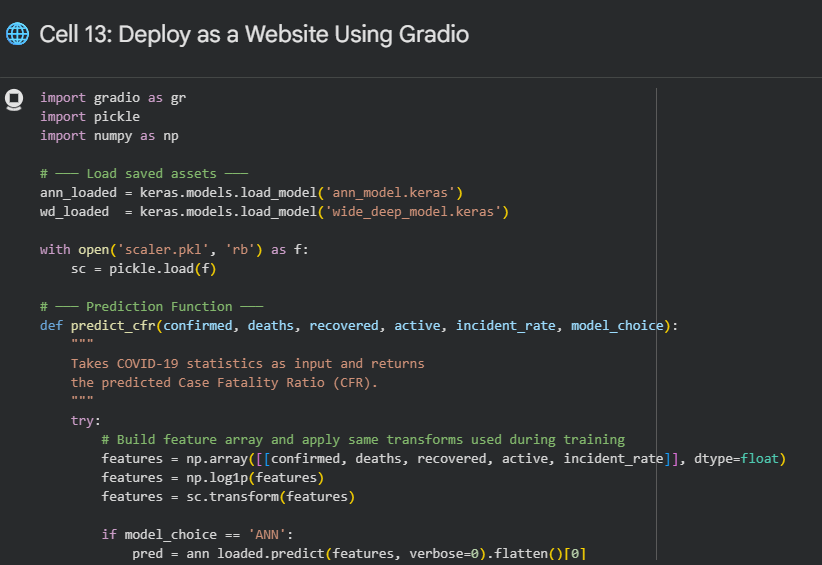 Cell 13: Deploy as a Website Using Gradio
import gradio as gr
import pickle
import numpy as np
# ─── Load saved assets ───
ann_loaded = keras.models.load_model('ann_model.keras')
wd_loaded  = keras.models.load_model('wide_deep_model.keras')
with open('scaler.pkl', 'rb') as f:
    sc = pickle.load(f)
# ─── Prediction Function ───
def predict_cfr(confirmed, deaths, recovered, active, incident_rate, model_choice):
    """
    Takes COVID-19 statistics as input and returns
    the predicted Case Fatality Ratio (CFR).
    """
    try:
        # Build feature array and apply same transforms used during training
        features = np.array([[confirmed, deaths, recovered, active, incident_rate]], dtype=float)
        features = np.log1p(features)
        features = sc.transform(features)
        if model_choice == 'ANN':
            pred = ann_loaded.predict(features, verbose=0).flatten()[0]